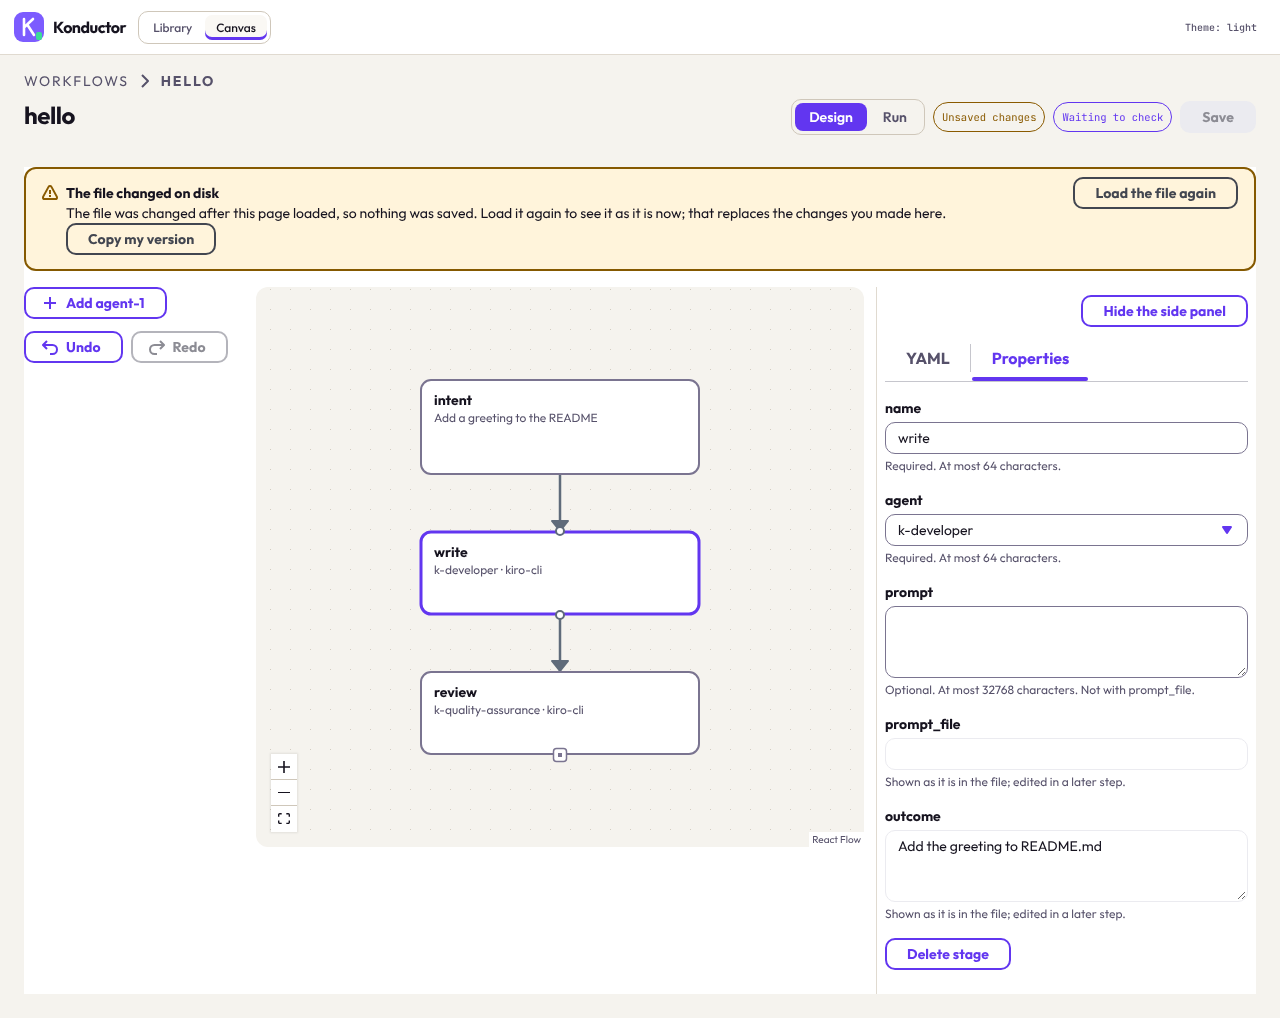 Konductor
Library
Canvas
Theme: light
WORKFLOWS
HELLO
hello
Design
Run
Unsaved changes
Waiting to check
Save
The file changed on disk
The file was changed after this page loaded, so nothing was saved. Load it again to see it as it is now; that replaces the changes you made here.
Copy my version
Load the file again
Add agent-1
Undo
Redo
intent
Add a greeting to the README
write
k-developer · kiro-cli
review
k-quality-assurance · kiro-cli
React Flow
Hide the side panel
YAML
Properties
name
write
Required. At most 64 characters.
agent
k-developer
Required. At most 64 characters.
prompt
Optional. At most 32768 characters. Not with prompt_file.
prompt_file
Shown as it is in the file; edited in a later step.
outcome
Add the greeting to README.md
Shown as it is in the file; edited in a later step.
Delete stage